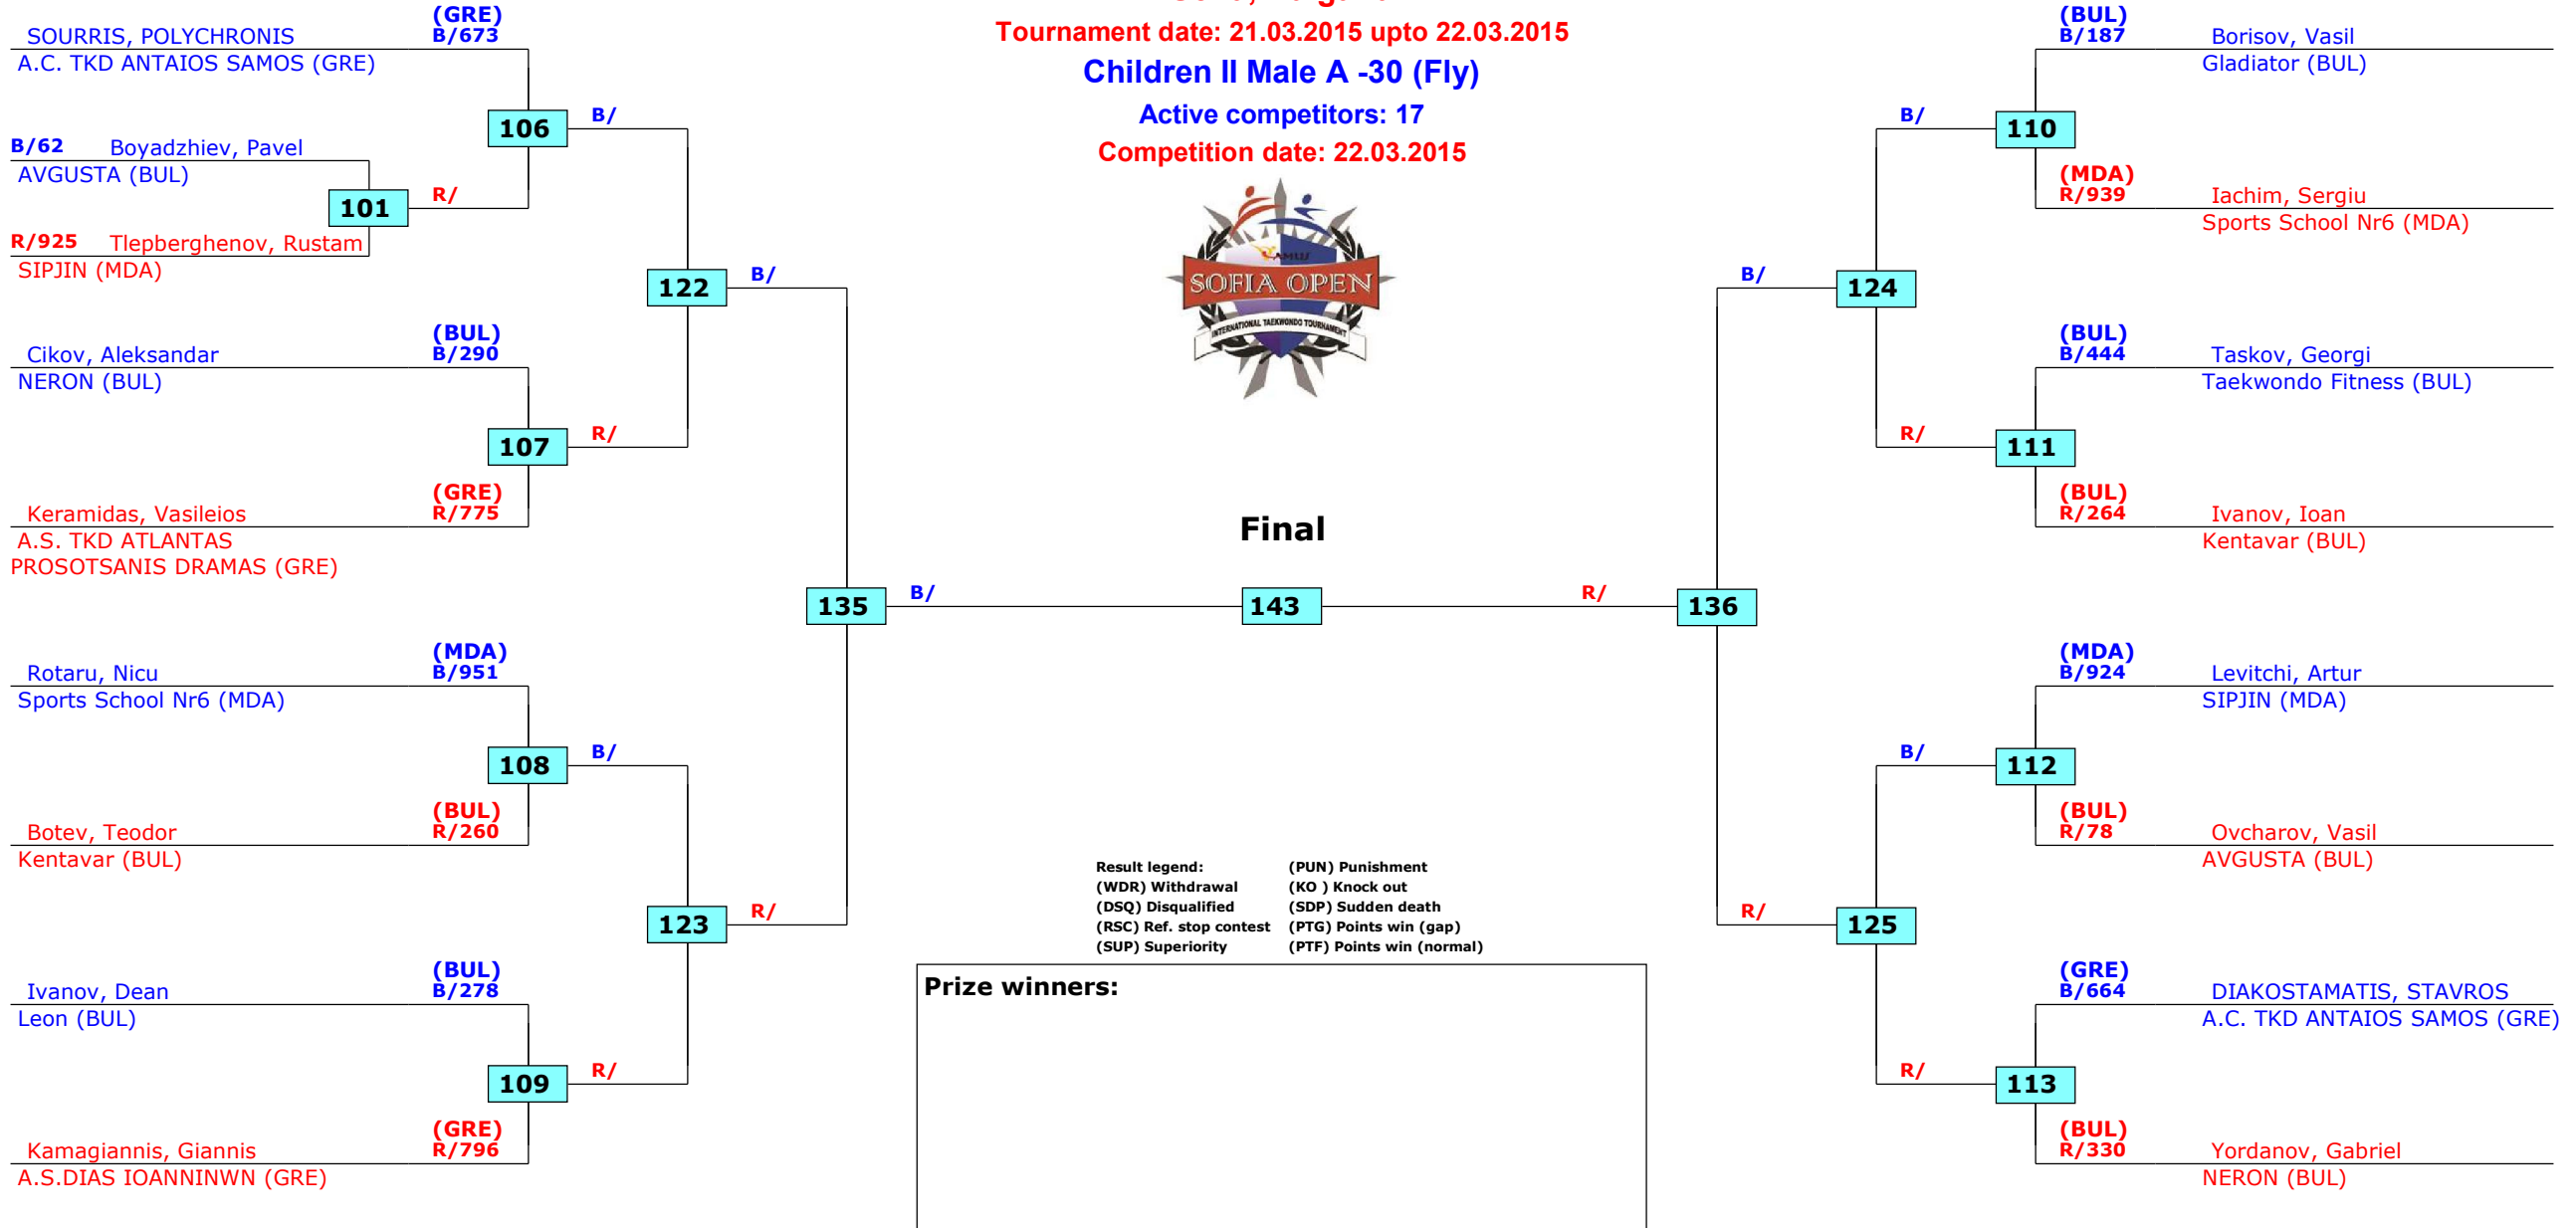 Tournament date: 21.03.2015 upto 22.03.2015
Children II Male A -30 (Fly)
Active competitors: 17
Competition date: 22.03.2015
SOFIA OPEN
INTERNATIONAL TAEKWONDO TOURNAMENT
(GRE)
SOURRIS, POLYCHRONIS B/673
A.C. TKD ANTAIOS SAMOS (GRE)
106 B/
B/62 Boyadzhiev, Pavel
AVGUSTA (BUL)
101 R/
R/925 Tlepberghenov, Rustam
SIPJIN (MDA)
122 B/
(BUL)
Cikov, Aleksandar B/290
NERON (BUL)
107 R/
(GRE)
Keramidas, Vasileios R/775
A.S. TKD ATLANTAS
PROSOTSANIS DRAMAS (GRE)
135 B/
(MDA)
Rotaru, Nicu B/951
Sports School Nr6 (MDA)
108 B/
(BUL)
Botev, Teodor R/260
Kentavar (BUL)
123 R/
(BUL)
Ivanov, Dean B/278
Leon (BUL)
109 R/
(GRE)
Kamagiannis, Giannis R/796
A.S.DIAS IOANNINWN (GRE)
Final
143
R/ 136
(BUL)
B/187 Borisov, Vasil
Gladiator (BUL)
B/ 110
(MDA)
R/939 Iachim, Sergiu
Sports School Nr6 (MDA)
B/ 124
(BUL)
B/444 Taskov, Georgi
Taekwondo Fitness (BUL)
R/ 111
(BUL)
R/264 Ivanov, Ioan
Kentavar (BUL)
(MDA)
B/924 Levitchi, Artur
SIPJIN (MDA)
B/ 112
(BUL)
R/78 Ovcharov, Vasil
AVGUSTA (BUL)
R/ 125
(GRE)
B/664 DIAKOSTAMATIS, STAVROS
A.C. TKD ANTAIOS SAMOS (GRE)
R/ 113
(BUL)
R/330 Yordanov, Gabriel
NERON (BUL)
Result legend: (PUN) Punishment
(WDR) Withdrawal (KO ) Knock out
(DSQ) Disqualified (SDP) Sudden death
(RSC) Ref. stop contest (PTG) Points win (gap)
(SUP) Superiority (PTF) Points win (normal)
Prize winners: